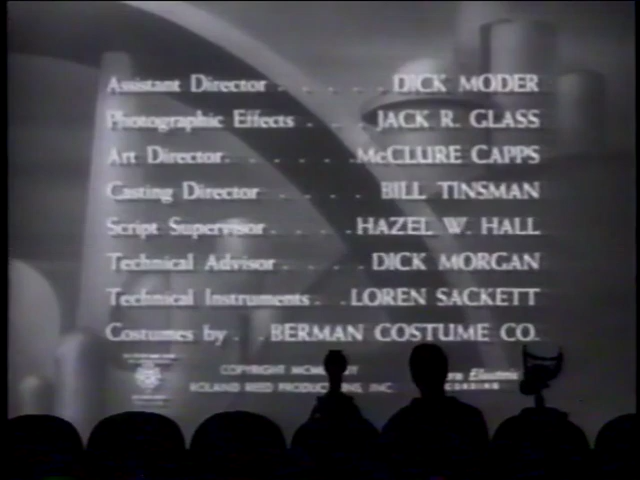 Assistant Director . . . . . DICK MODER
Photographic Effects . . . JACK R. GLASS
Art Director. . . . . . . McCLURE CAPPS
Casting Director . . . . BILL TINSMAN
Script Supervisor. . . . . HAZEL W. HALL
Technical Advisor. . . . . DICK MORGAN
Technical Instruments. . . LOREN SACKETT
Costumes by . . BERMAN COSTUME CO.
COPYRIGHT
ROLAND REED PRODUCTIONS, INC.
Electric